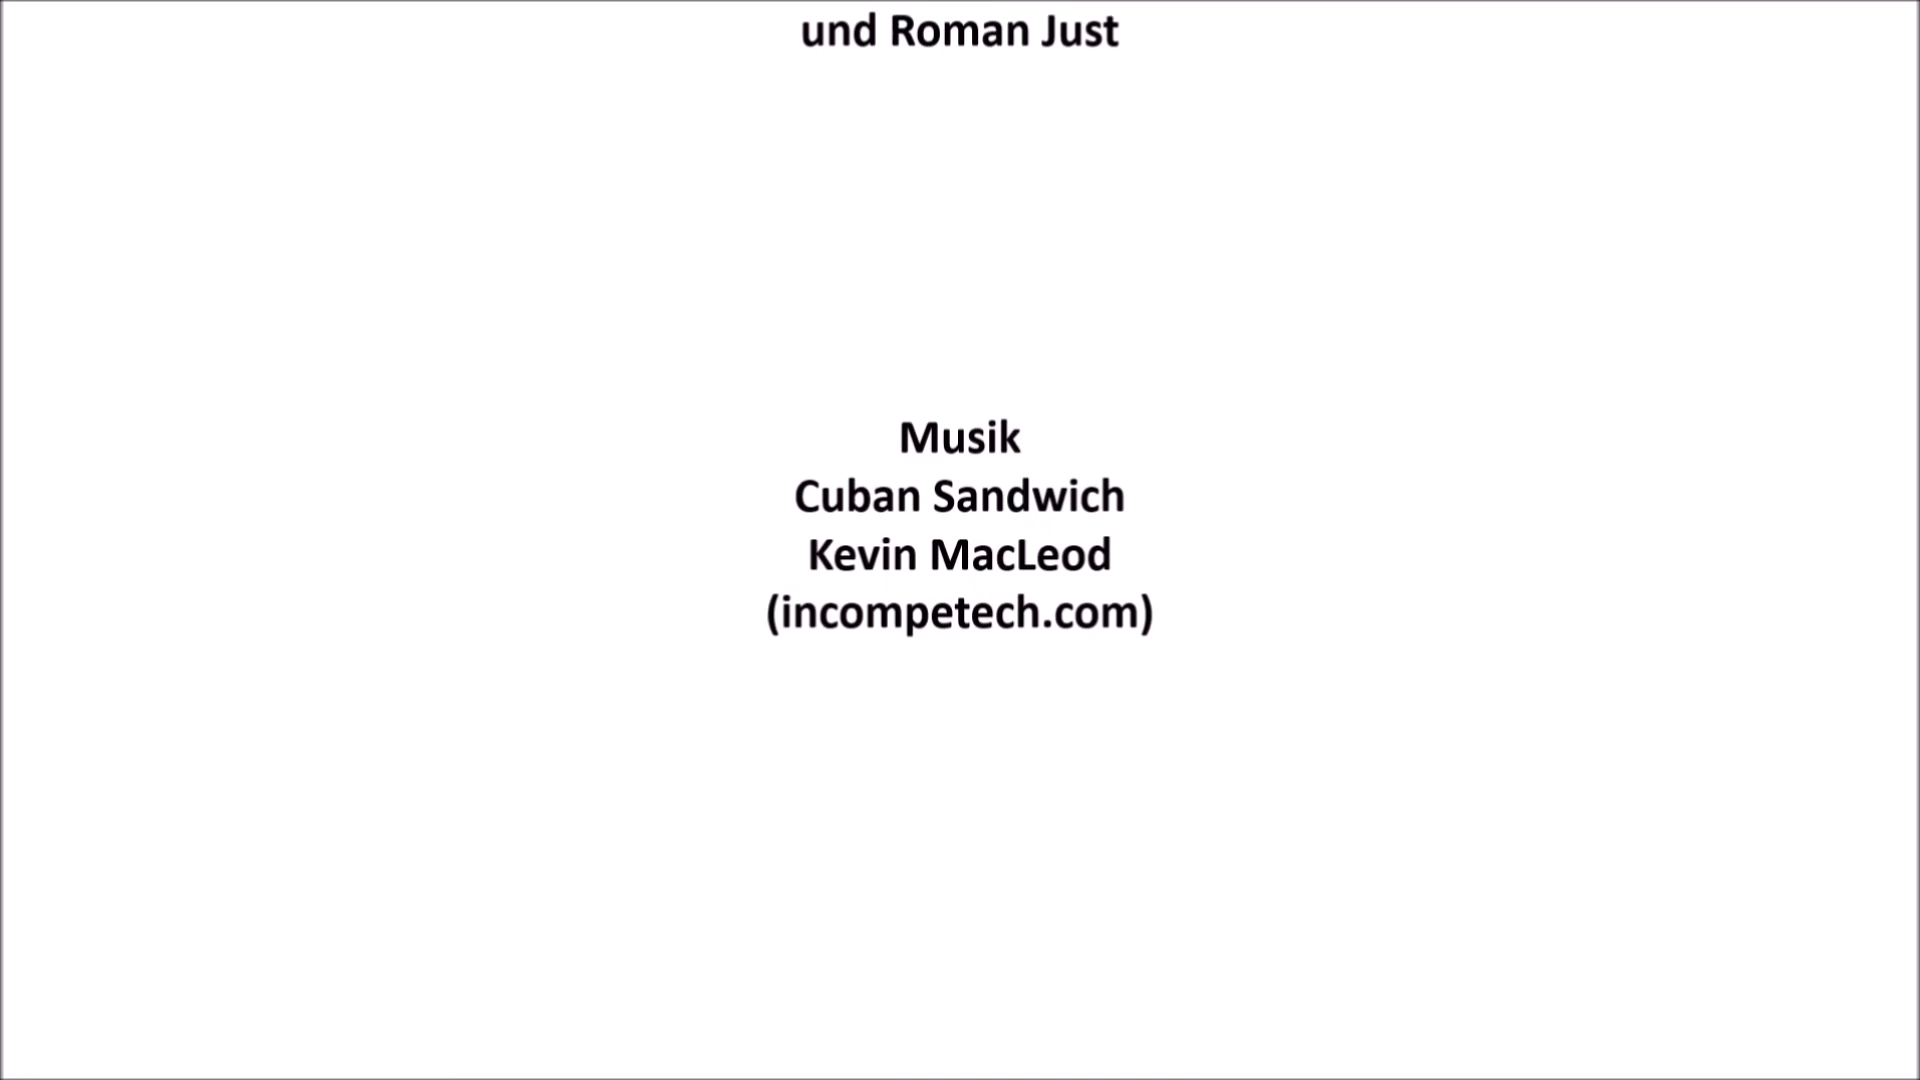 und Roman Just
Musik
Cuban Sandwich
Kevin MacLeod
(incompetech.com)